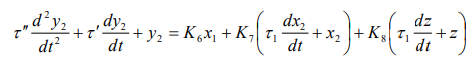 τ″ d²y₂/dt² + τ′ dy₂/dt + y₂ = K₆x₁ + K₇(τ₁ dx₂/dt + x₂) + K₈(τ₁ dz/dt + z)